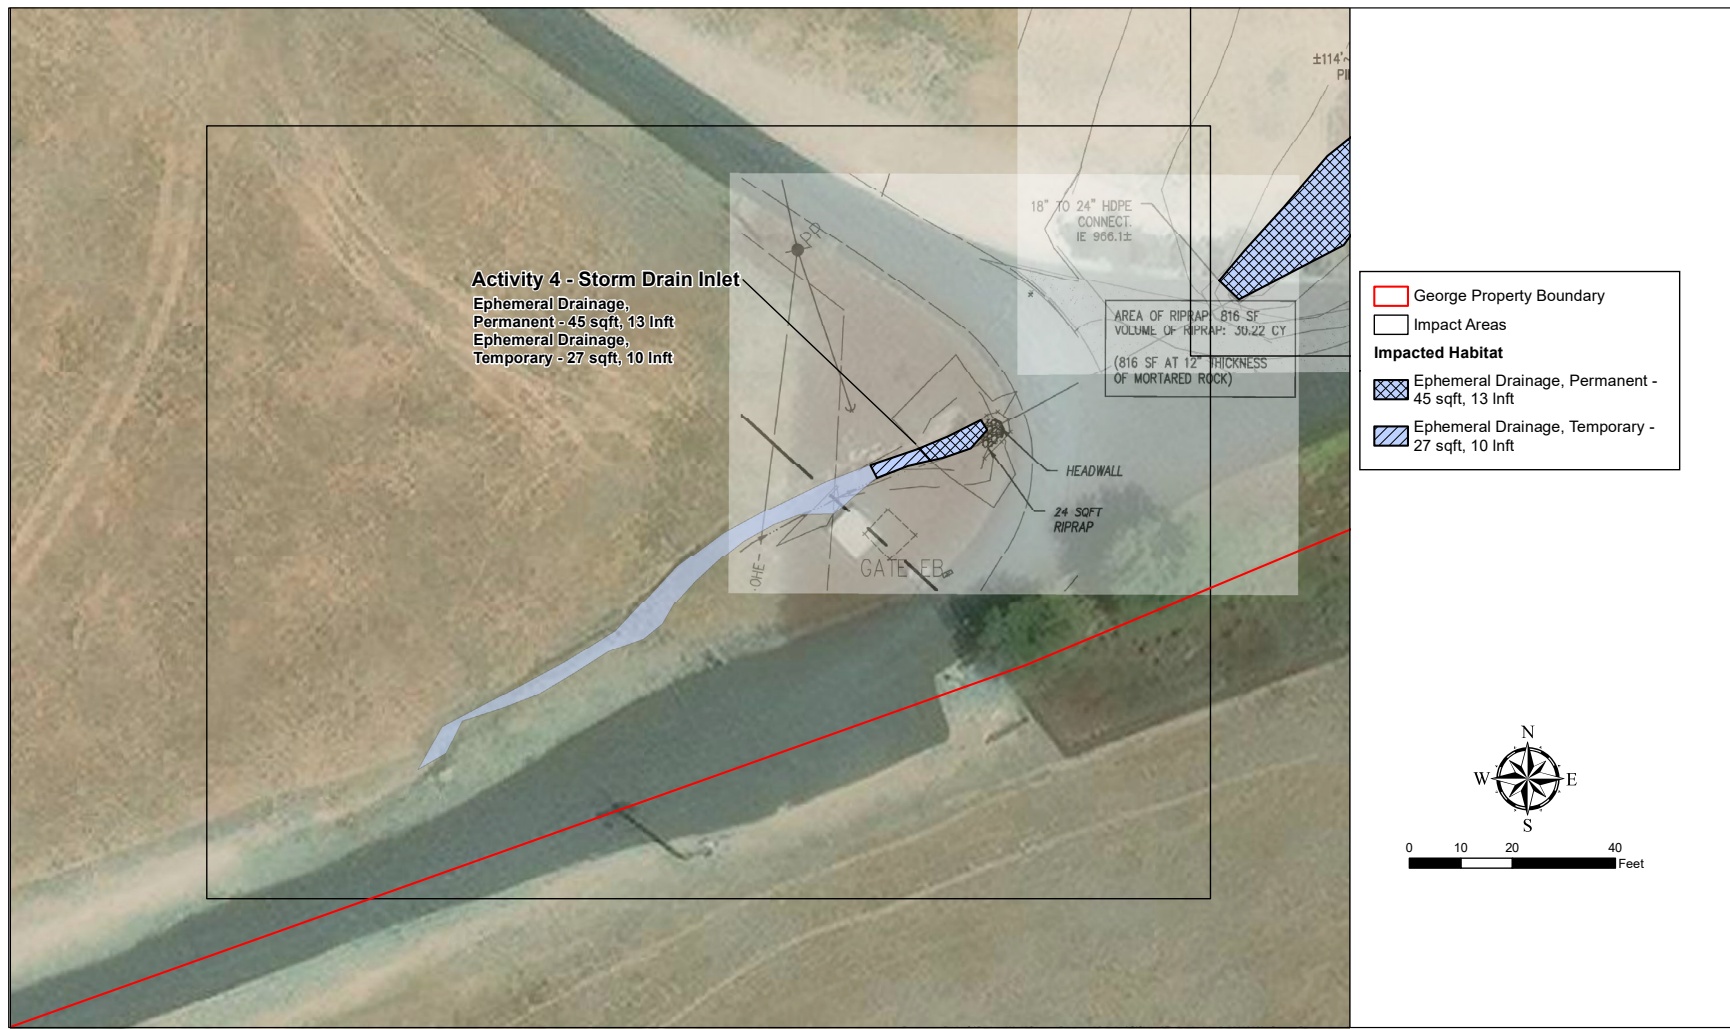 ±114'~
PI
18" TO 24" HDPE
CONNECT.
IE 966.1±
PP
Activity 4 - Storm Drain Inlet
Ephemeral Drainage,
Permanent - 45 sqft, 13 lnft
Ephemeral Drainage,
Temporary - 27 sqft, 10 lnft
AREA OF RIPRAP: 816 SF
VOLUME OF RIPRAP: 30.22 CY
(816 SF AT 12" THICKNESS
OF MORTARED ROCK)
HEADWALL
24 SQFT
RIPRAP
GATE EB
OHE
George Property Boundary
Impact Areas
Impacted Habitat
Ephemeral Drainage, Permanent -
45 sqft, 13 lnft
Ephemeral Drainage, Temporary -
27 sqft, 10 lnft
N
W E
S
0 10 20 40
Feet